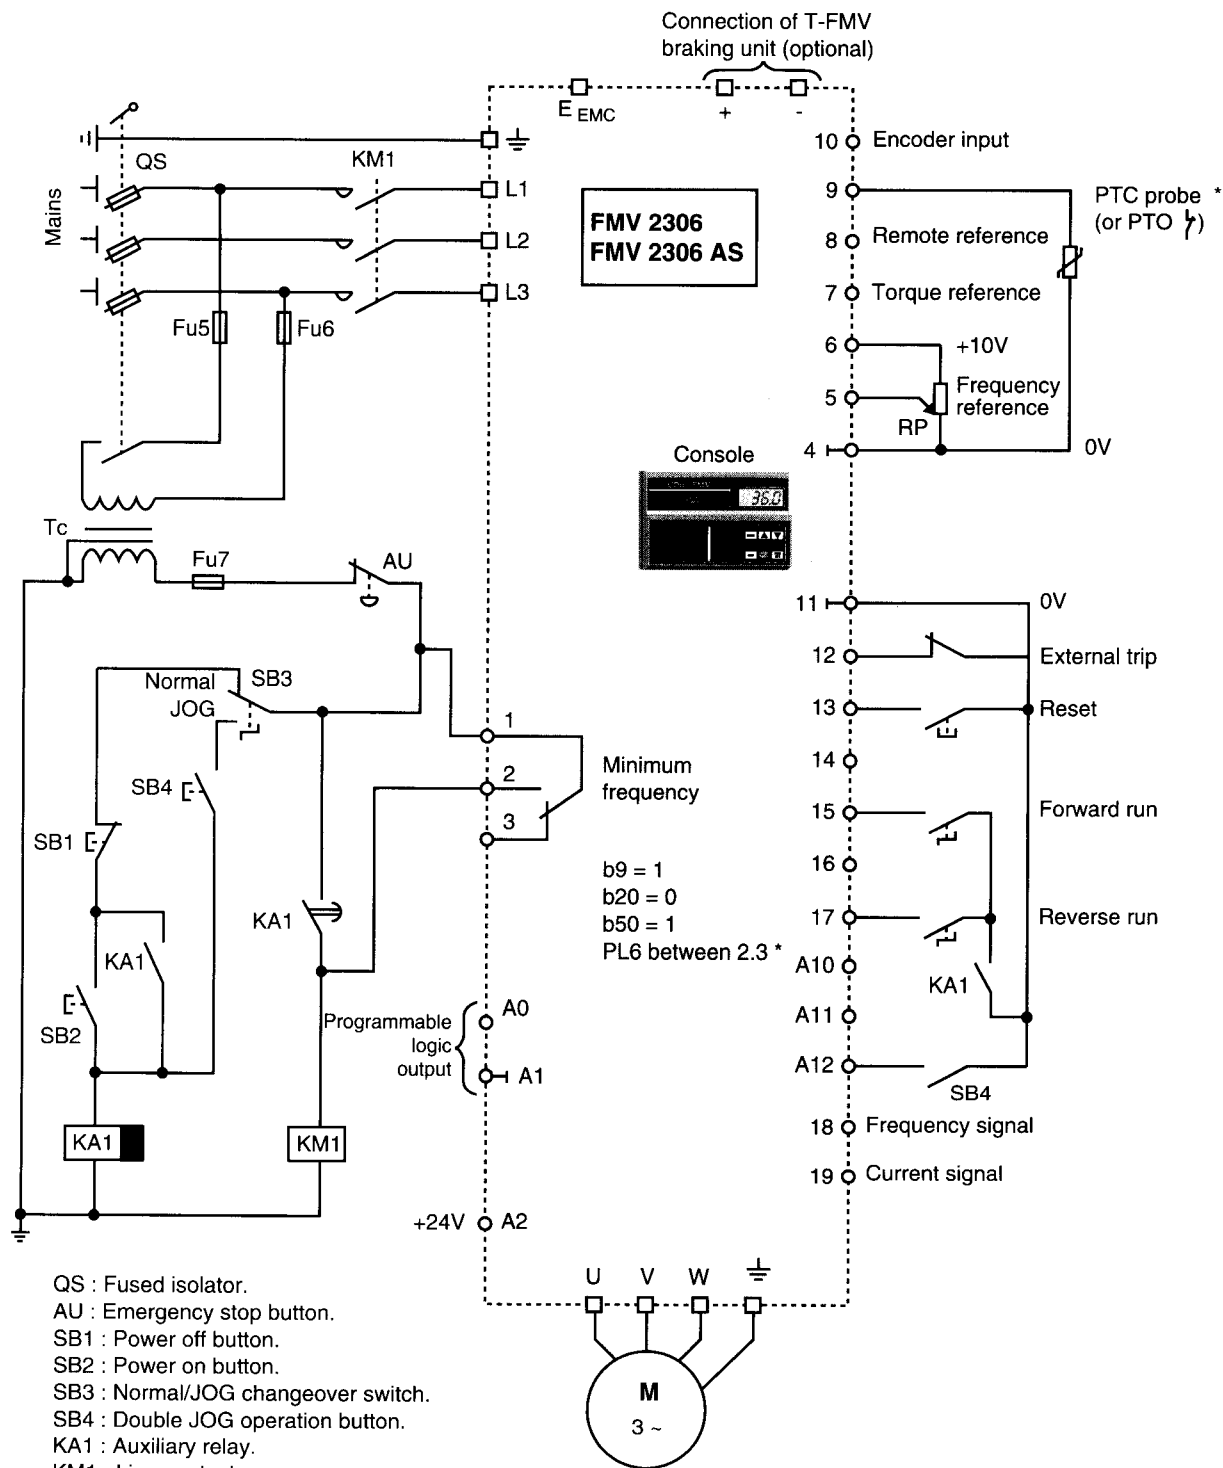 Connection of T-FMV
braking unit (optional)
E EMC
+
-
10
Encoder input
QS
KM1
Mains
L1
L2
L3
FMV 2306
FMV 2306 AS
9
PTC probe *
(or PTO )
8
Remote reference
7
Torque reference
Fu5
Fu6
6
+10V
5
Frequency
reference
RP
4
0V
Console
36.0
Tc
Fu7
AU
11
0V
12
External trip
Normal
SB3
JOG
13
Reset
1
14
SB4
2
Minimum
frequency
15
Forward run
3
SB1
16
b9 = 1
b20 = 0
b50 = 1
PL6 between 2.3 *
KA1
17
Reverse run
KA1
A10
KA1
SB2
A0
Programmable
logic
output
A11
A1
A12
SB4
KA1
KM1
18
Frequency signal
19
Current signal
+24V
A2
U
V
W
QS : Fused isolator.
AU : Emergency stop button.
SB1 : Power off button.
SB2 : Power on button.
SB3 : Normal/JOG changeover switch.
SB4 : Double JOG operation button.
KA1 : Auxiliary relay.
M
3 ~